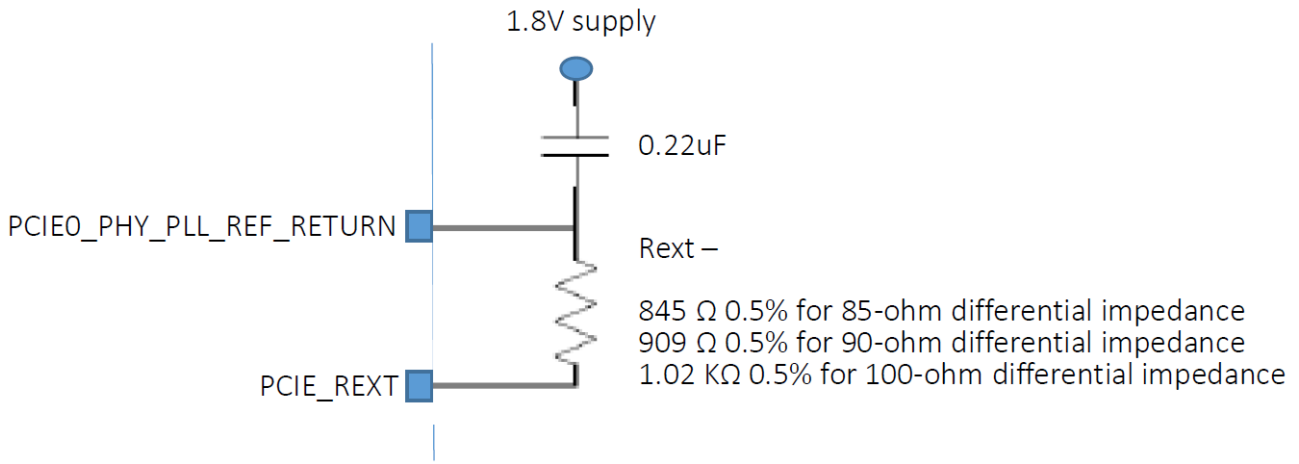 1.8V supply
0.22uF
PCIE0_PHY_PLL_REF_RETURN
Rext –
845 Ω 0.5% for 85-ohm differential impedance
909 Ω 0.5% for 90-ohm differential impedance
1.02 KΩ 0.5% for 100-ohm differential impedance
PCIE_REXT